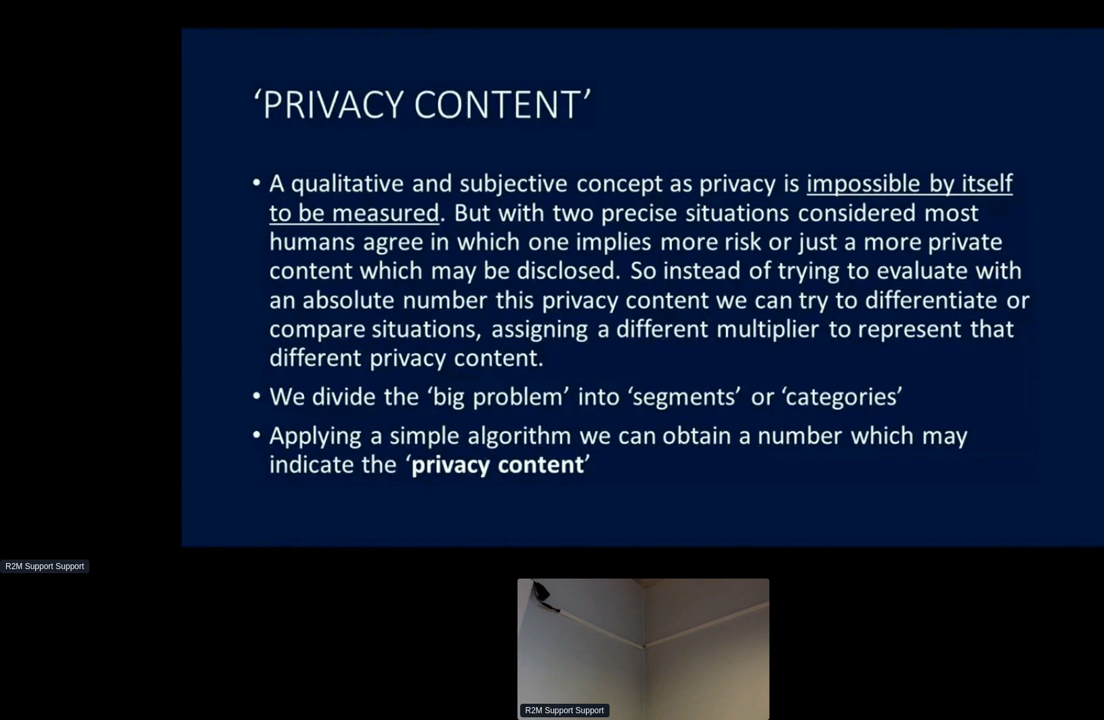 ‘PRIVACY CONTENT’
• A qualitative and subjective concept as privacy is impossible by itself
to be measured. But with two precise situations considered most
humans agree in which one implies more risk or just a more private
content which may be disclosed. So instead of trying to evaluate with
an absolute number this privacy content we can try to differentiate or
compare situations, assigning a different multiplier to represent that
different privacy content.
• We divide the ‘big problem’ into ‘segments’ or ‘categories’
• Applying a simple algorithm we can obtain a number which may
indicate the ‘privacy content’
R2M Support Support
R2M Support Support